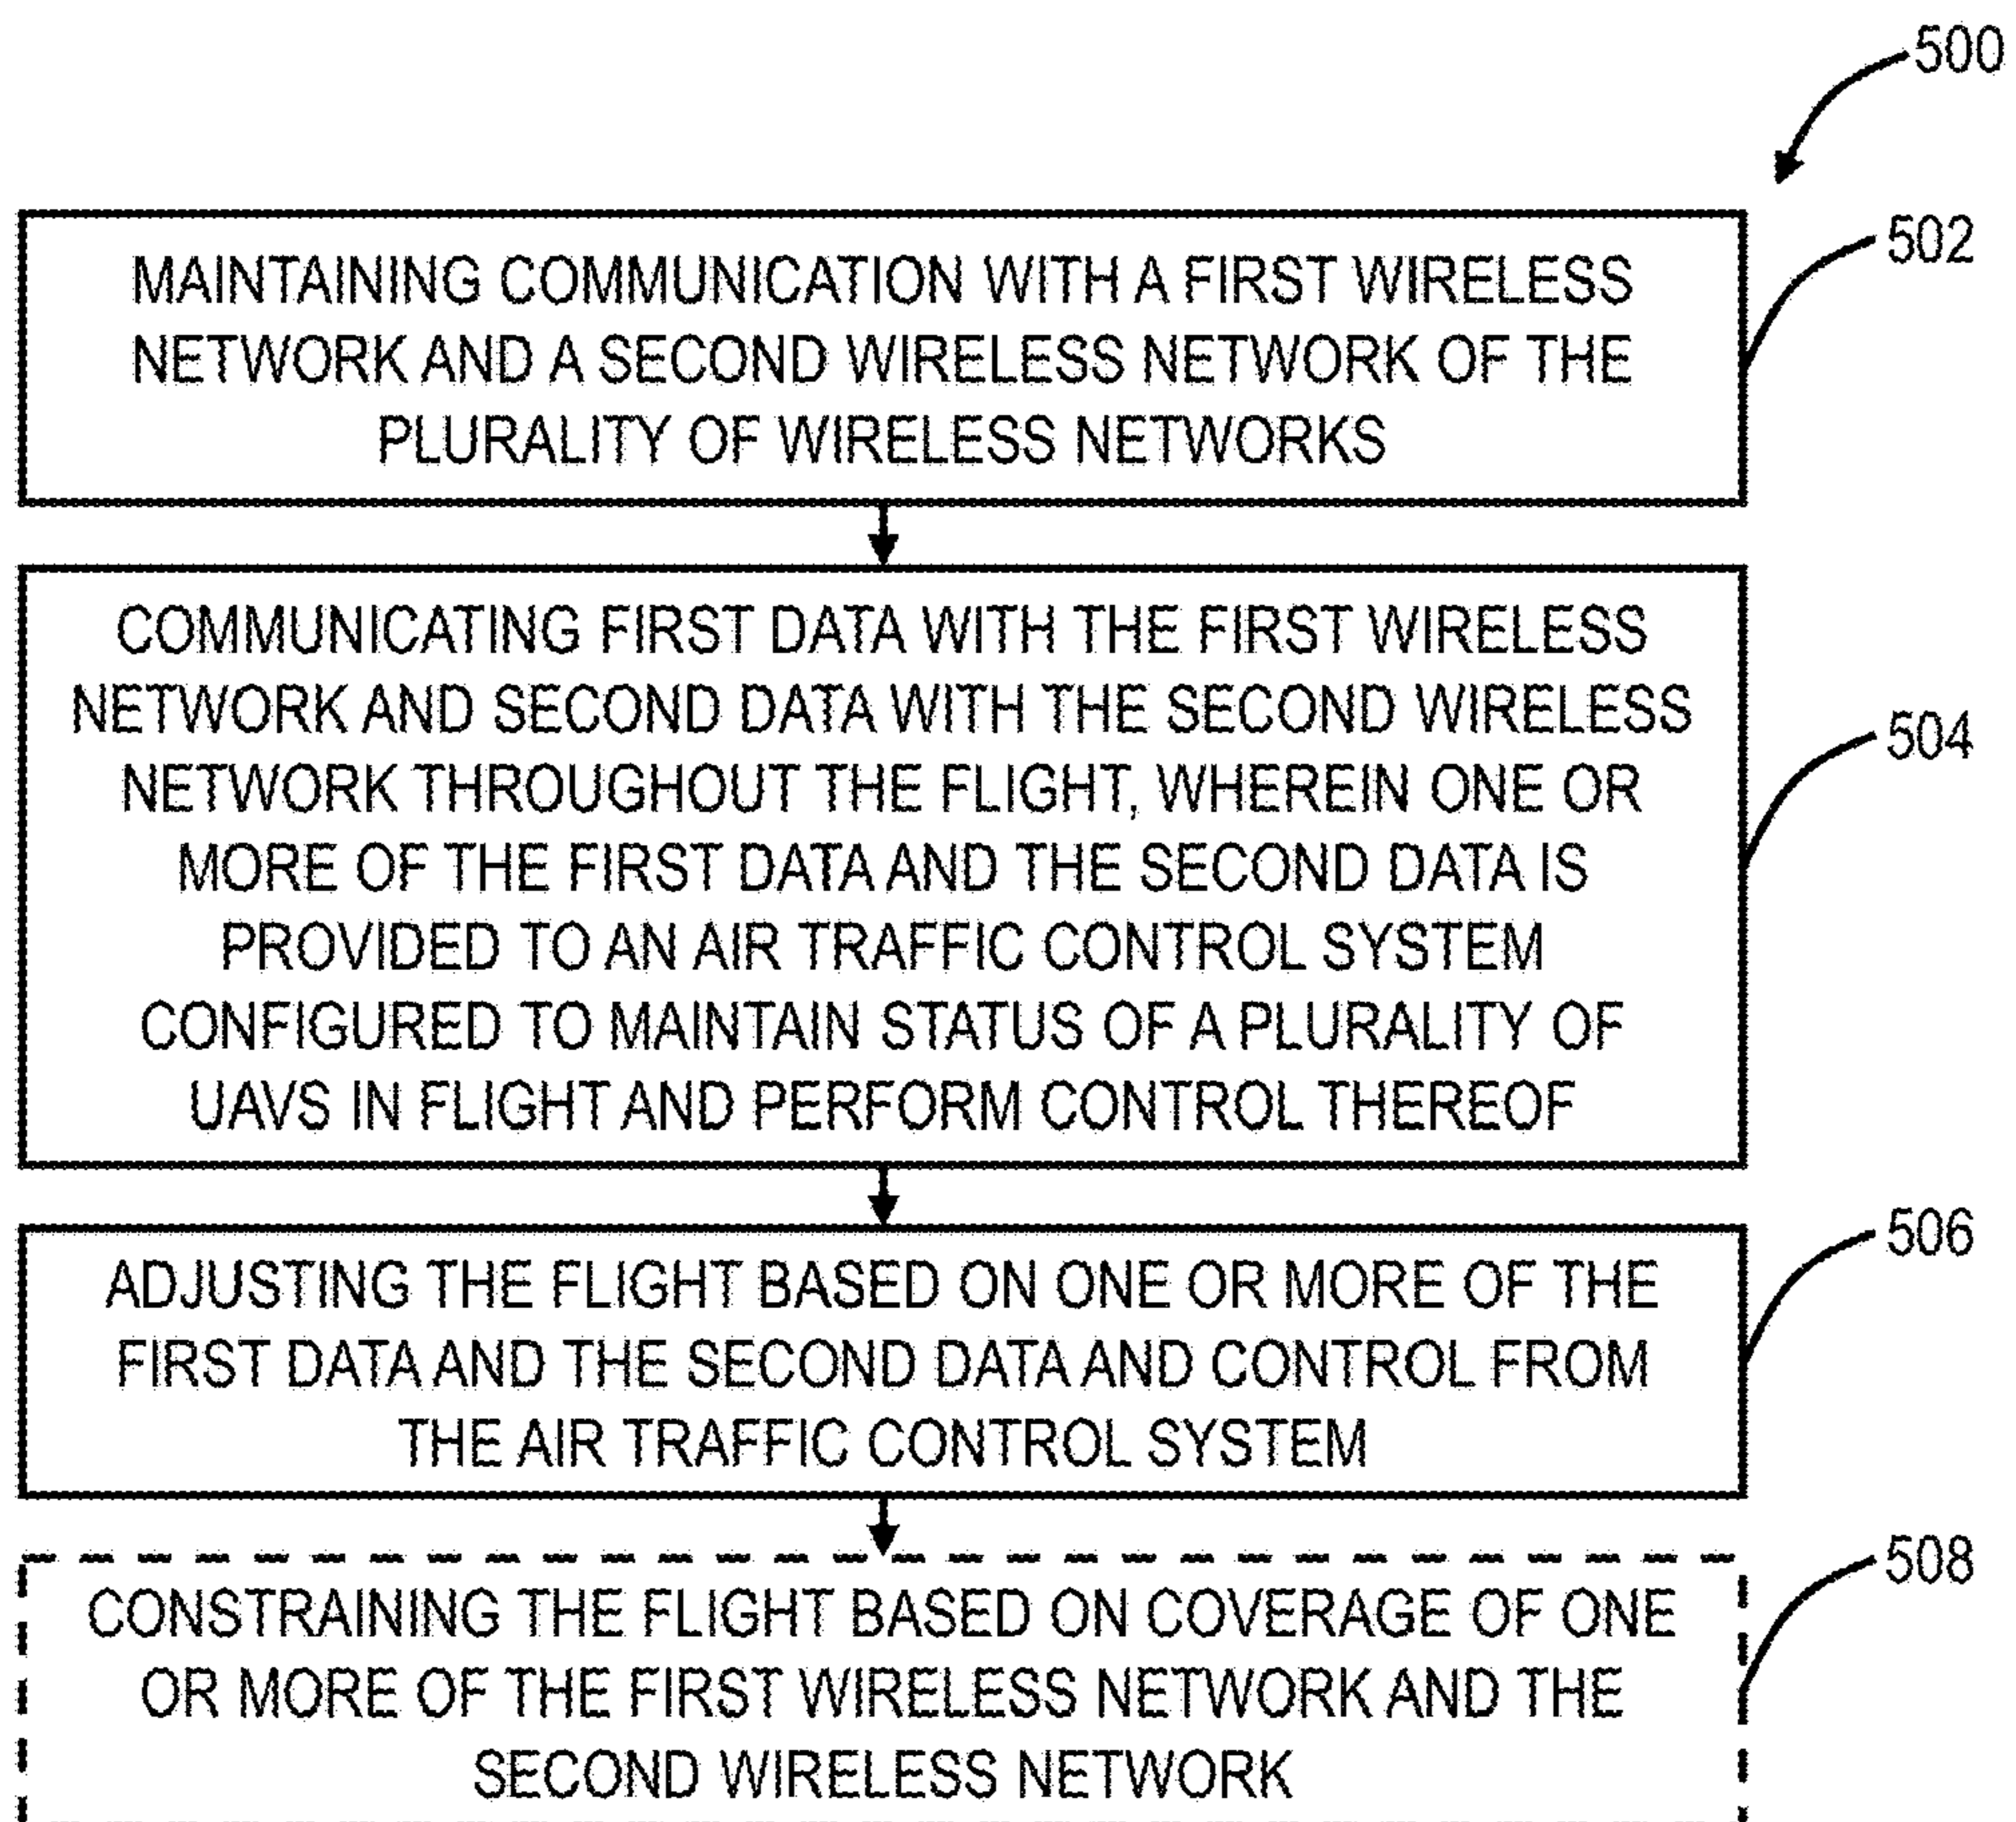 500
MAINTAINING COMMUNICATION WITH A FIRST WIRELESS
NETWORK AND A SECOND WIRELESS NETWORK OF THE
PLURALITY OF WIRELESS NETWORKS
502
COMMUNICATING FIRST DATA WITH THE FIRST WIRELESS
NETWORK AND SECOND DATA WITH THE SECOND WIRELESS
NETWORK THROUGHOUT THE FLIGHT, WHEREIN ONE OR
MORE OF THE FIRST DATA AND THE SECOND DATA IS
PROVIDED TO AN AIR TRAFFIC CONTROL SYSTEM
CONFIGURED TO MAINTAIN STATUS OF A PLURALITY OF
UAVS IN FLIGHT AND PERFORM CONTROL THEREOF
504
ADJUSTING THE FLIGHT BASED ON ONE OR MORE OF THE
FIRST DATA AND THE SECOND DATA AND CONTROL FROM
THE AIR TRAFFIC CONTROL SYSTEM
506
CONSTRAINING THE FLIGHT BASED ON COVERAGE OF ONE
OR MORE OF THE FIRST WIRELESS NETWORK AND THE
SECOND WIRELESS NETWORK
508